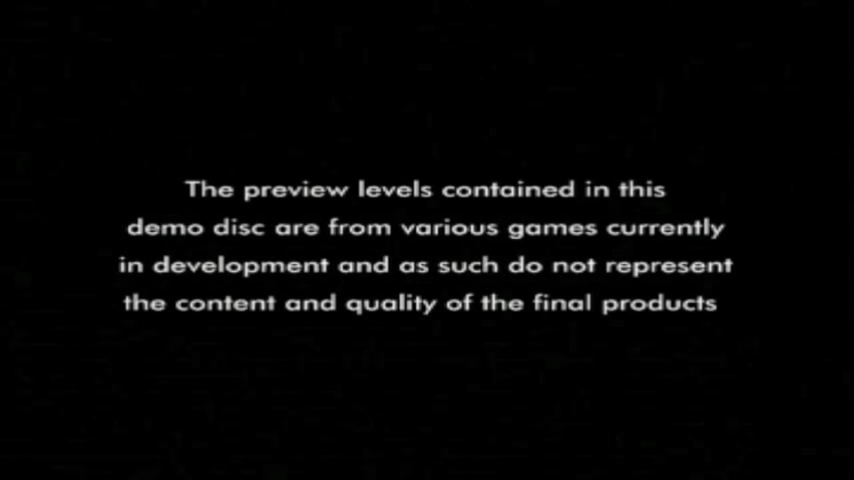 The preview levels contained in this
demo disc are from various games currently
in development and as such do not represent
the content and quality of the final products